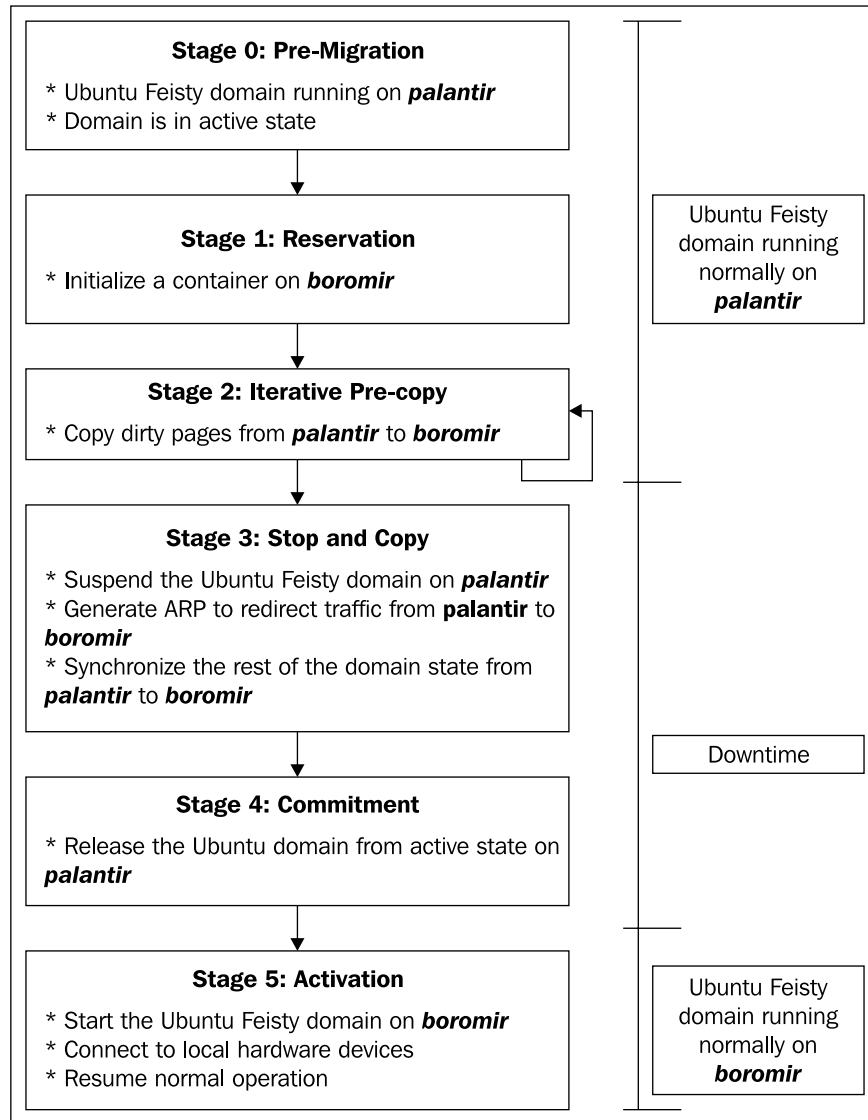 Stage 0: Pre-Migration
* Ubuntu Feisty domain running on palantir
* Domain is in active state
Stage 1: Reservation
* Initialize a container on boromir
Ubuntu Feisty
domain running
normally on
palantir
Stage 2: Iterative Pre-copy
* Copy dirty pages from palantir to boromir
Stage 3: Stop and Copy
* Suspend the Ubuntu Feisty domain on palantir
* Generate ARP to redirect traffic from palantir to
boromir
* Synchronize the rest of the domain state from
palantir to boromir
Downtime
Stage 4: Commitment
* Release the Ubuntu domain from active state on
palantir
Stage 5: Activation
* Start the Ubuntu Feisty domain on boromir
* Connect to local hardware devices
* Resume normal operation
Ubuntu Feisty
domain running
normally on
boromir